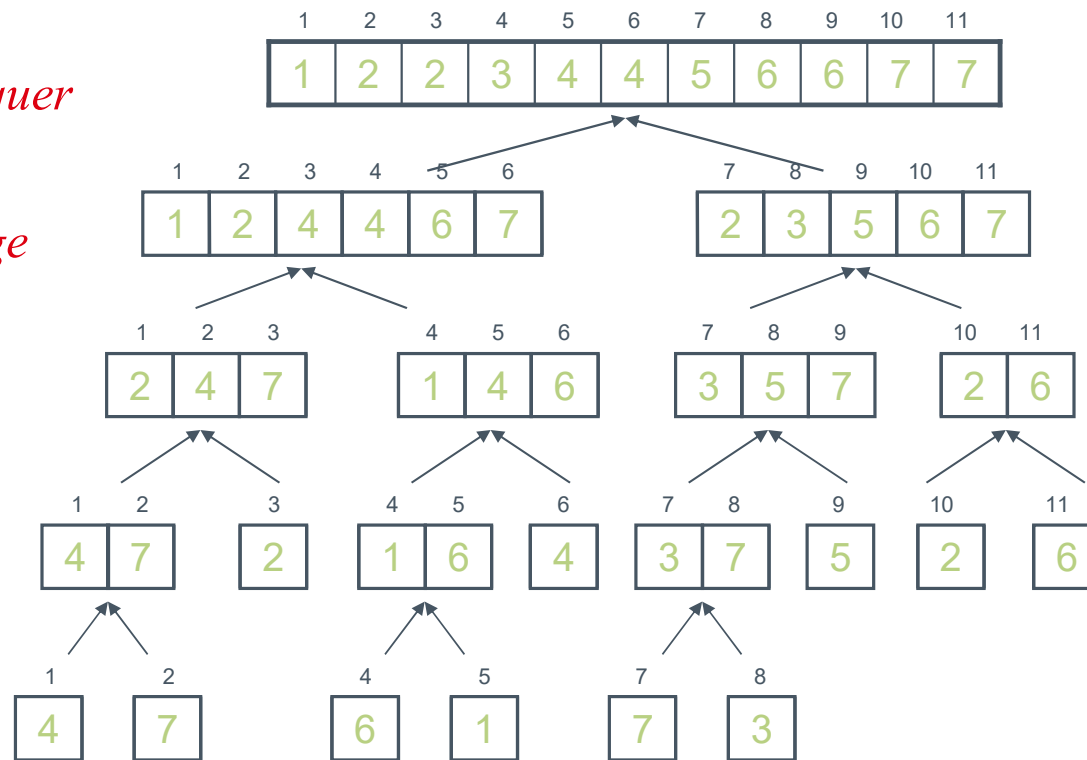 1 2 3 4 5 6 7 8 9 10 11
1 2 2 3 4 4 5 6 6 7 7
1 2 3 4 5 6 7 8 9 10 11
1 2 4 4 6 7 2 3 5 6 7
ge
1 2 3 4 5 6 7 8 9 10 11
2 4 7 1 4 6 3 5 7 2 6
1 2 3 4 5 6 7 8 9 10 11
4 7 2 1 6 4 3 7 5 2 6
1 2 4 5 7 8
4 7 6 1 7 3